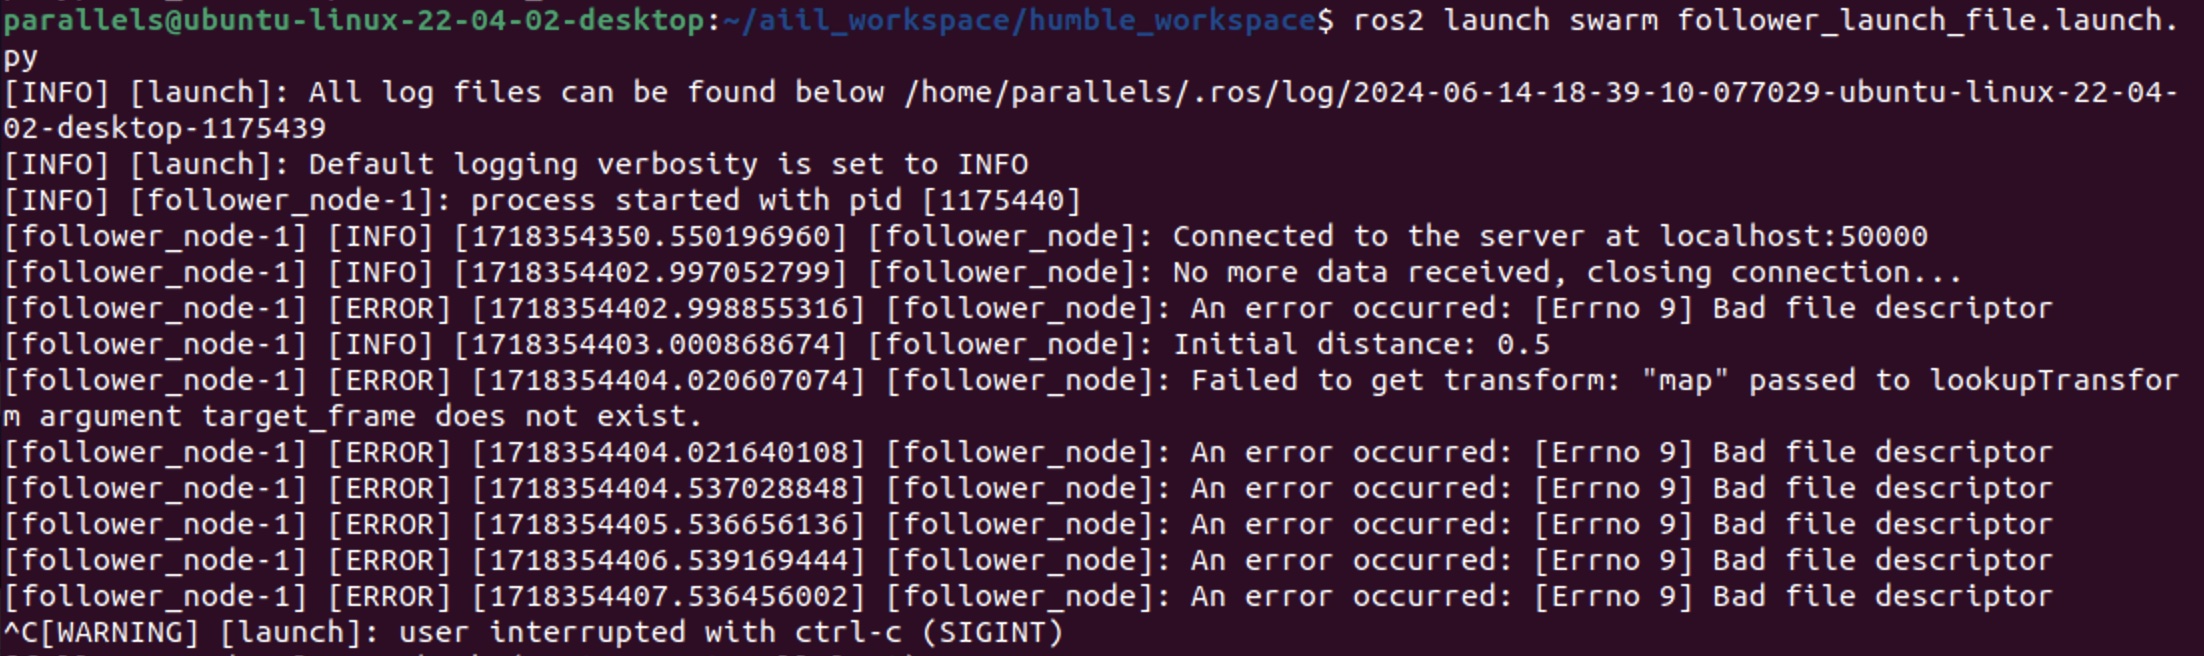 parallels@ubuntu-linux-22-04-02-desktop:~/aiil_workspace/humble_workspace$ ros2 launch swarm follower_launch_file.launch.
py
[INFO] [launch]: All log files can be found below /home/parallels/.ros/log/2024-06-14-18-39-10-077029-ubuntu-linux-22-04-
02-desktop-1175439
[INFO] [launch]: Default logging verbosity is set to INFO
[INFO] [follower_node-1]: process started with pid [1175440]
[follower_node-1] [INFO] [1718354350.550196960] [follower_node]: Connected to the server at localhost:50000
[follower_node-1] [INFO] [1718354402.997052799] [follower_node]: No more data received, closing connection...
[follower_node-1] [ERROR] [1718354402.998855316] [follower_node]: An error occurred: [Errno 9] Bad file descriptor
[follower_node-1] [INFO] [1718354403.000868674] [follower_node]: Initial distance: 0.5
[follower_node-1] [ERROR] [1718354404.020607074] [follower_node]: Failed to get transform: "map" passed to lookupTransfor
m argument target_frame does not exist.
[follower_node-1] [ERROR] [1718354404.021640108] [follower_node]: An error occurred: [Errno 9] Bad file descriptor
[follower_node-1] [ERROR] [1718354404.537028848] [follower_node]: An error occurred: [Errno 9] Bad file descriptor
[follower_node-1] [ERROR] [1718354405.536656136] [follower_node]: An error occurred: [Errno 9] Bad file descriptor
[follower_node-1] [ERROR] [1718354406.539169444] [follower_node]: An error occurred: [Errno 9] Bad file descriptor
[follower_node-1] [ERROR] [1718354407.536456002] [follower_node]: An error occurred: [Errno 9] Bad file descriptor
^C[WARNING] [launch]: user interrupted with ctrl-c (SIGINT)